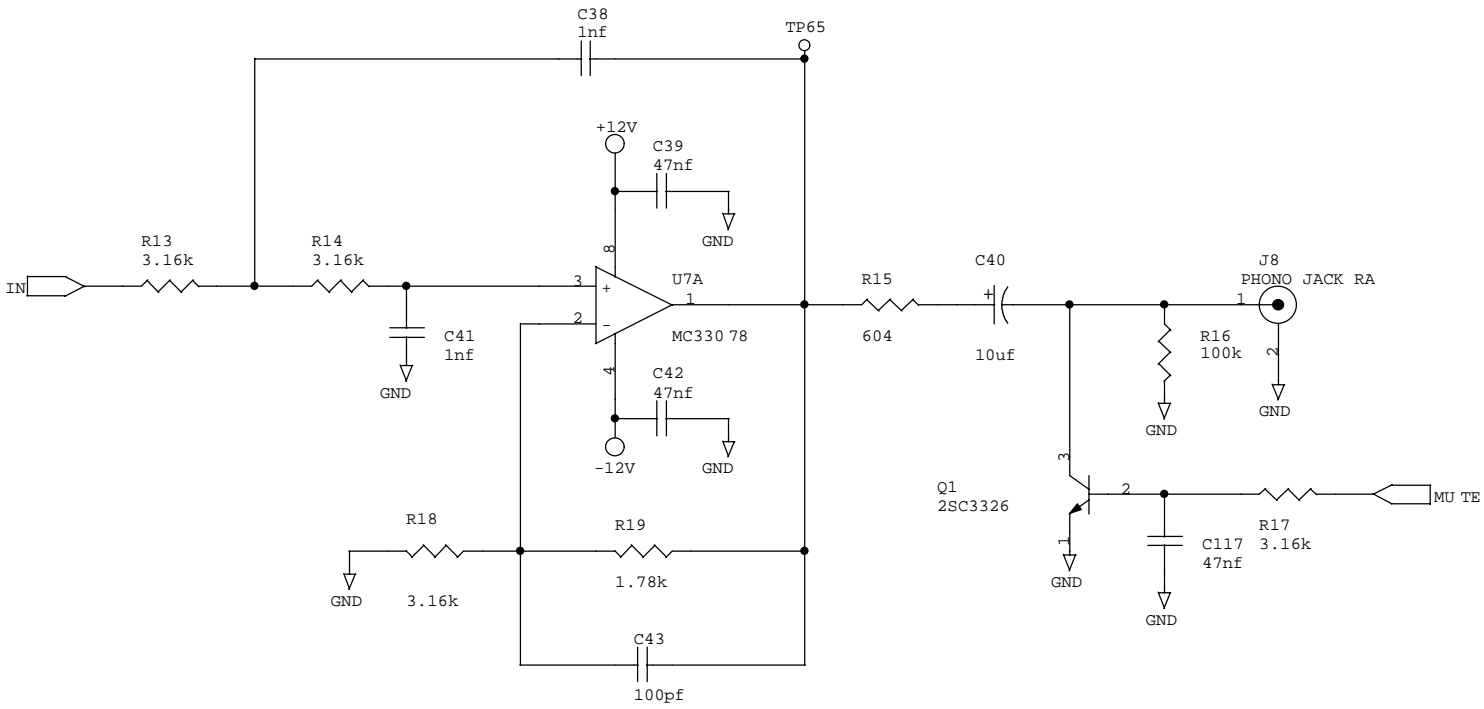 C38
1nf
TP65
+12V
C39
47nf
GND
R13
3.16k
R14
3.16k
8
IN
3
+
U7A
1
2
-
MC330 78
C41
1nf
GND
4
C42
47nf
GND
-12V
R15
604
C40
+
10uf
J8
PHONO JACK RA
1
2
R16
100k
GND
GND
3
Q1
2SC3326
2
1
GND
C117
47nf
GND
R17
3.16k
MU TE
R18
3.16k
GND
R19
1.78k
C43
100pf